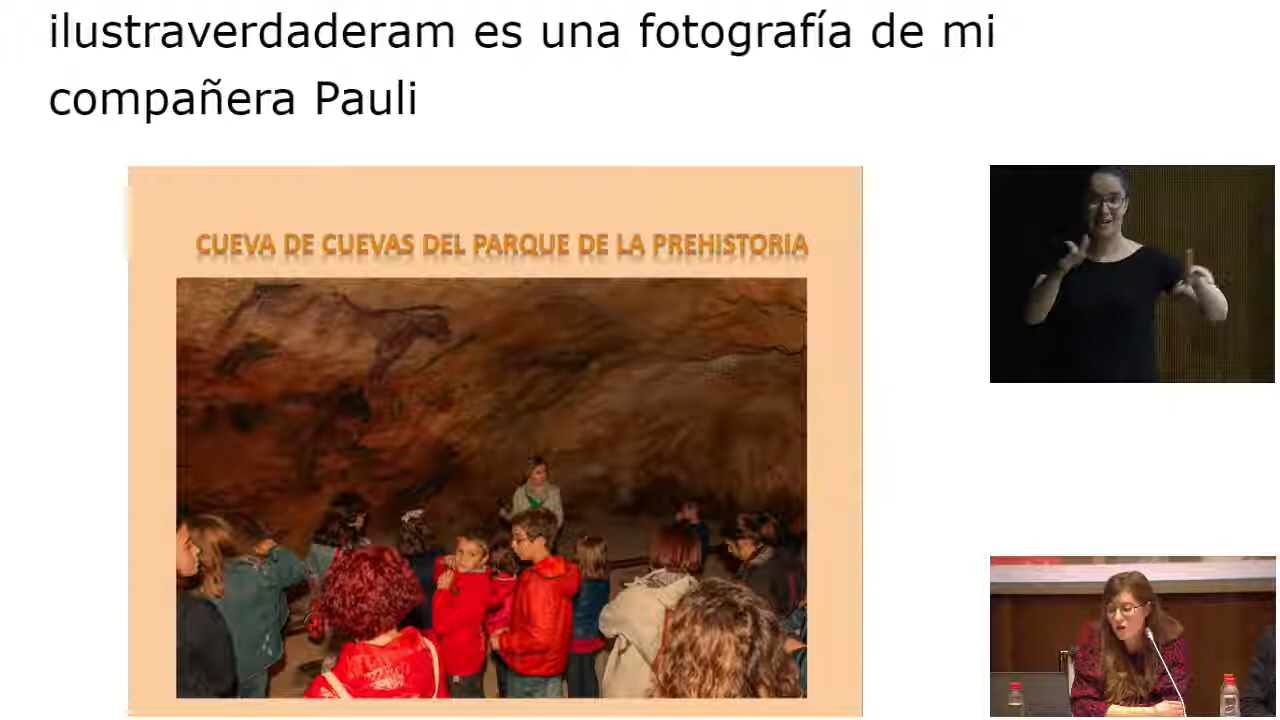 ilustraverdaderam es una fotografía de mi
compañera Pauli
CUEVA DE CUEVAS DEL PARQUE DE LA PREHISTORIA